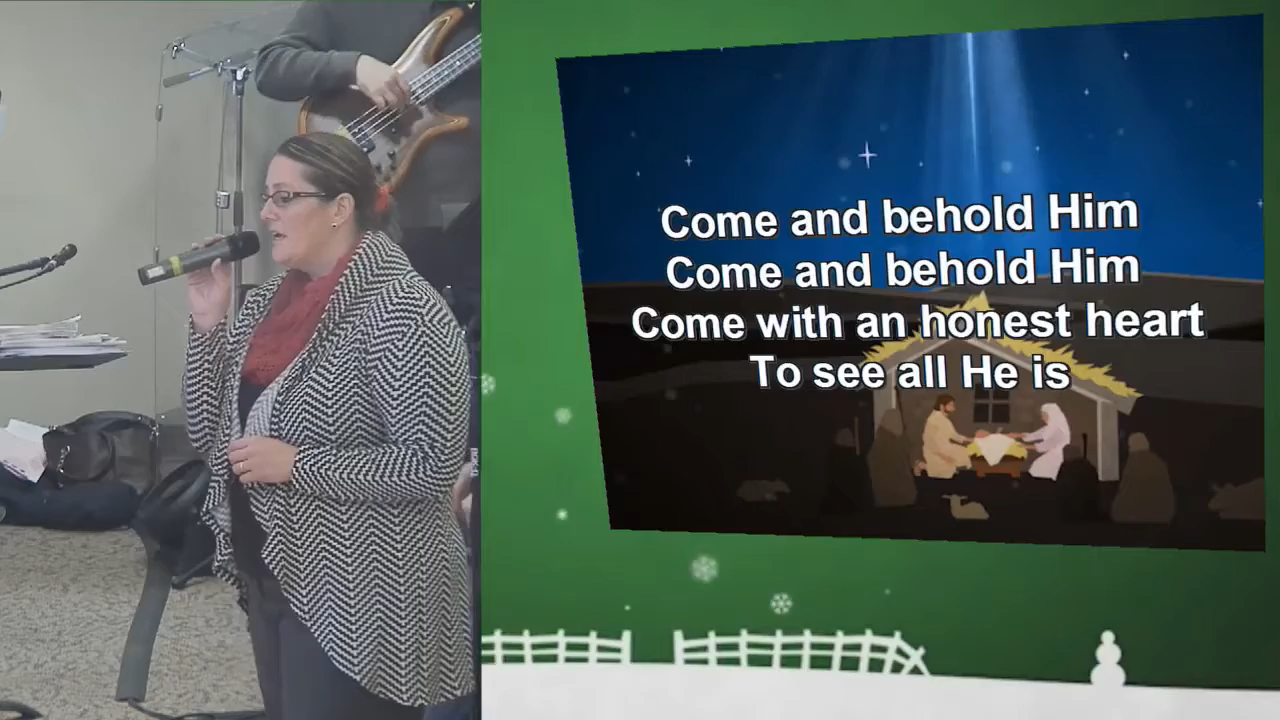 Come and behold Him
Come and behold Him
Come with an honest heart
To see all He is